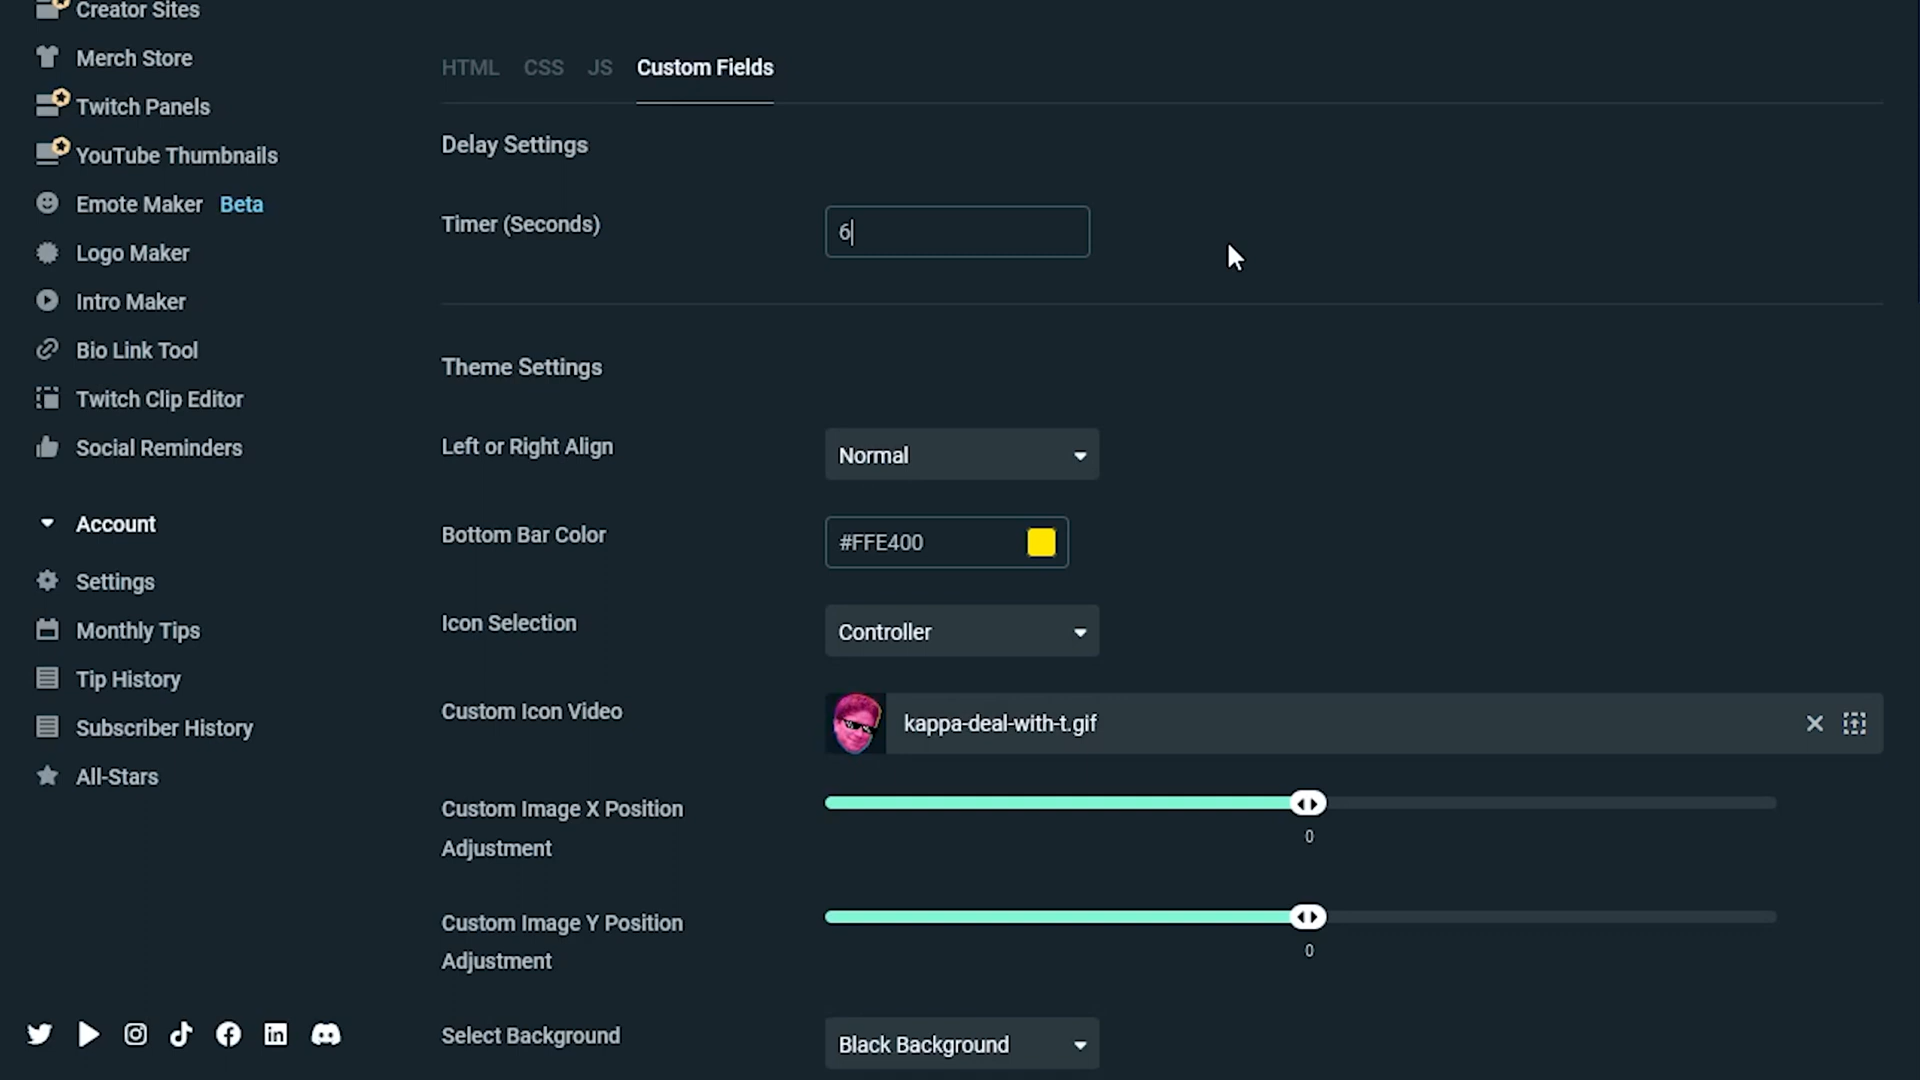 Creator Sites
Merch Store
Twitch Panels
YouTube Thumbnails
Emote Maker Beta
Logo Maker
Intro Maker
Bio Link Tool
Twitch Clip Editor
Social Reminders
Account
Settings
Monthly Tips
Tip History
Subscriber History
All-Stars
HTML CSS JS Custom Fields
Delay Settings
Timer (Seconds) 6
Theme Settings
Left or Right Align Normal
Bottom Bar Color #FFE400
Icon Selection Controller
Custom Icon Video kappa-deal-with-t.gif
Custom Image X Position
Adjustment
0
Custom Image Y Position
Adjustment
0
Select Background Black Background